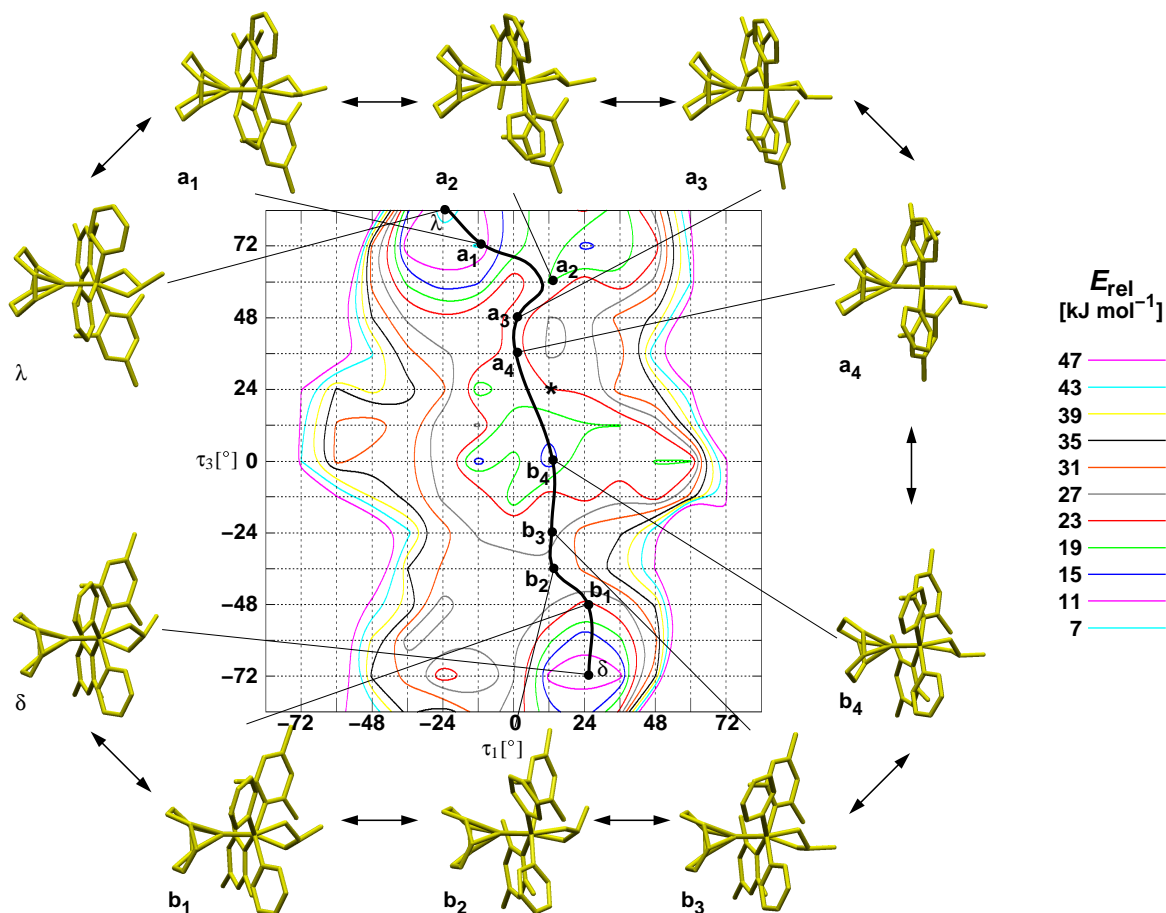 a1
a2
a3
λ
a4
δ
b4
b1
b2
b3
λ
a1
a2
a3
a4
*
b4
b3
b2
b1
δ
72
48
24
τ3[°] 0
−24
−48
−72
−72 −48 −24 0 24 48 72
τ1[°]
Erel
[kJ mol−1]
47
43
39
35
31
27
23
19
15
11
7